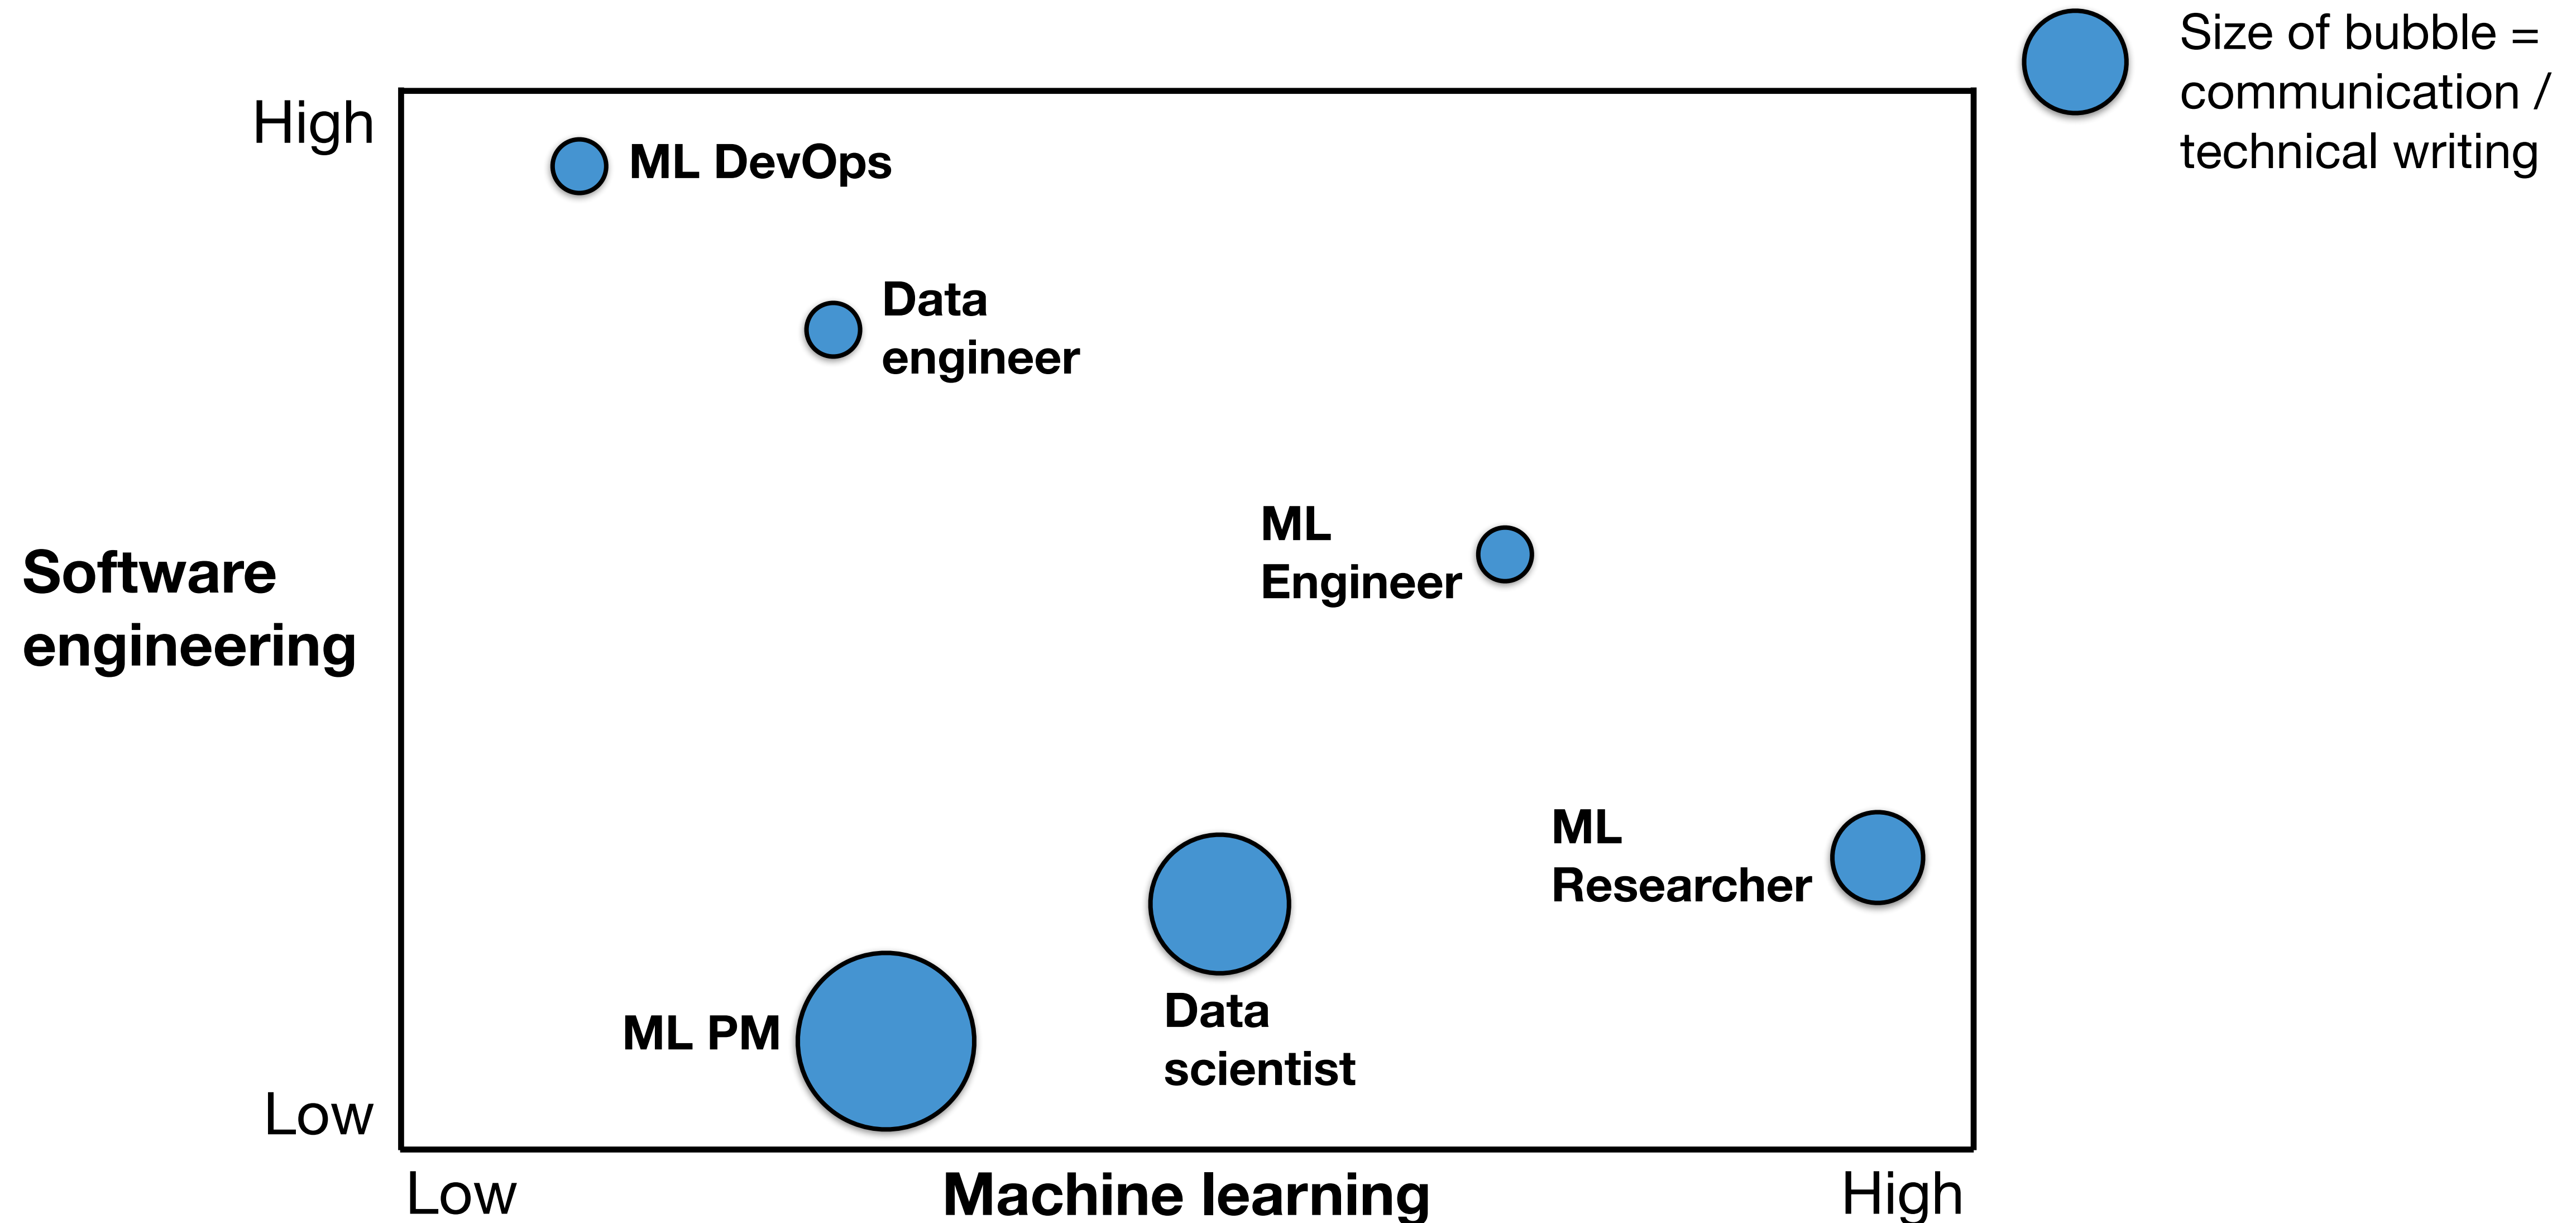 Size of bubble =
communication /
technical writing
High
ML DevOps
Data
engineer
ML
Engineer
Software
engineering
ML
Researcher
Data
scientist
ML PM
Low
Low
Machine learning
High